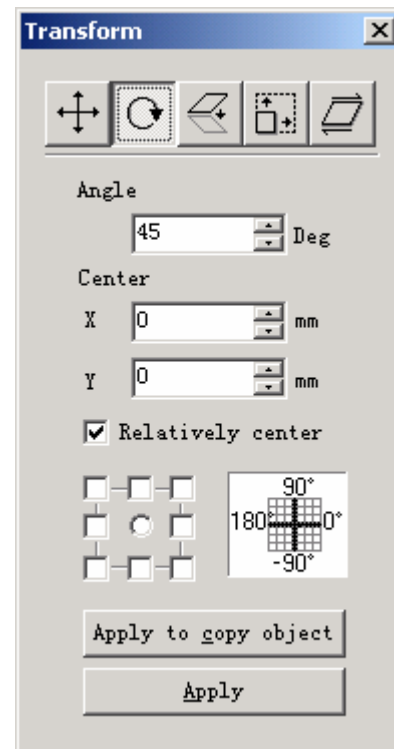 Transform
Angle
45 Deg
Center
X 0 mm
Y 0 mm
Relatively center
90°
180° 0°
-90°
Apply to copy object
Apply